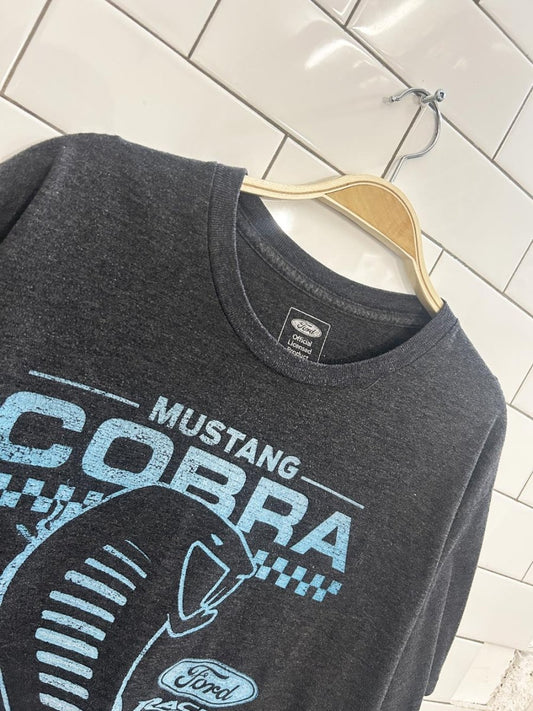 Ford
Official
Licensed
Product
MUSTANG
COBRA
Ford